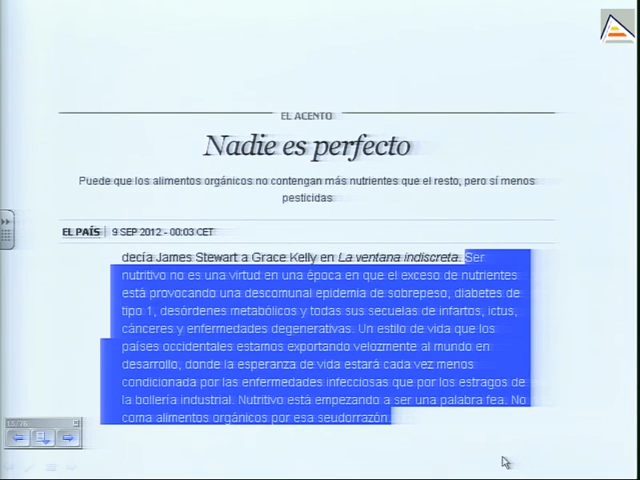 EL ACENTO
Nadie es perfecto
Puede que los alimentos orgánicos no contengan más nutrientes que el resto, pero sí menos
pesticidas
EL PAÍS | 9 SEP 2012 - 00:03 CET
decía James Stewart a Grace Kelly en La ventana indiscreta. Ser
nutritivo no es una virtud en una época en que el exceso de nutrientes
está provocando una descomunal epidemia de sobrepeso, diabetes de
tipo 1, desórdenes metabólicos y todas sus secuelas de infartos, ictus,
cánceres y enfermedades degenerativas. Un estilo de vida que los
países occidentales estamos exportando velozmente al mundo en
desarrollo, donde la esperanza de vida estará cada vez menos
condicionada por las enfermedades infecciosas que por los estragos de
la bollería industrial. Nutritivo está empezando a ser una palabra fea. No
coma alimentos orgánicos por esa seudorrazón.